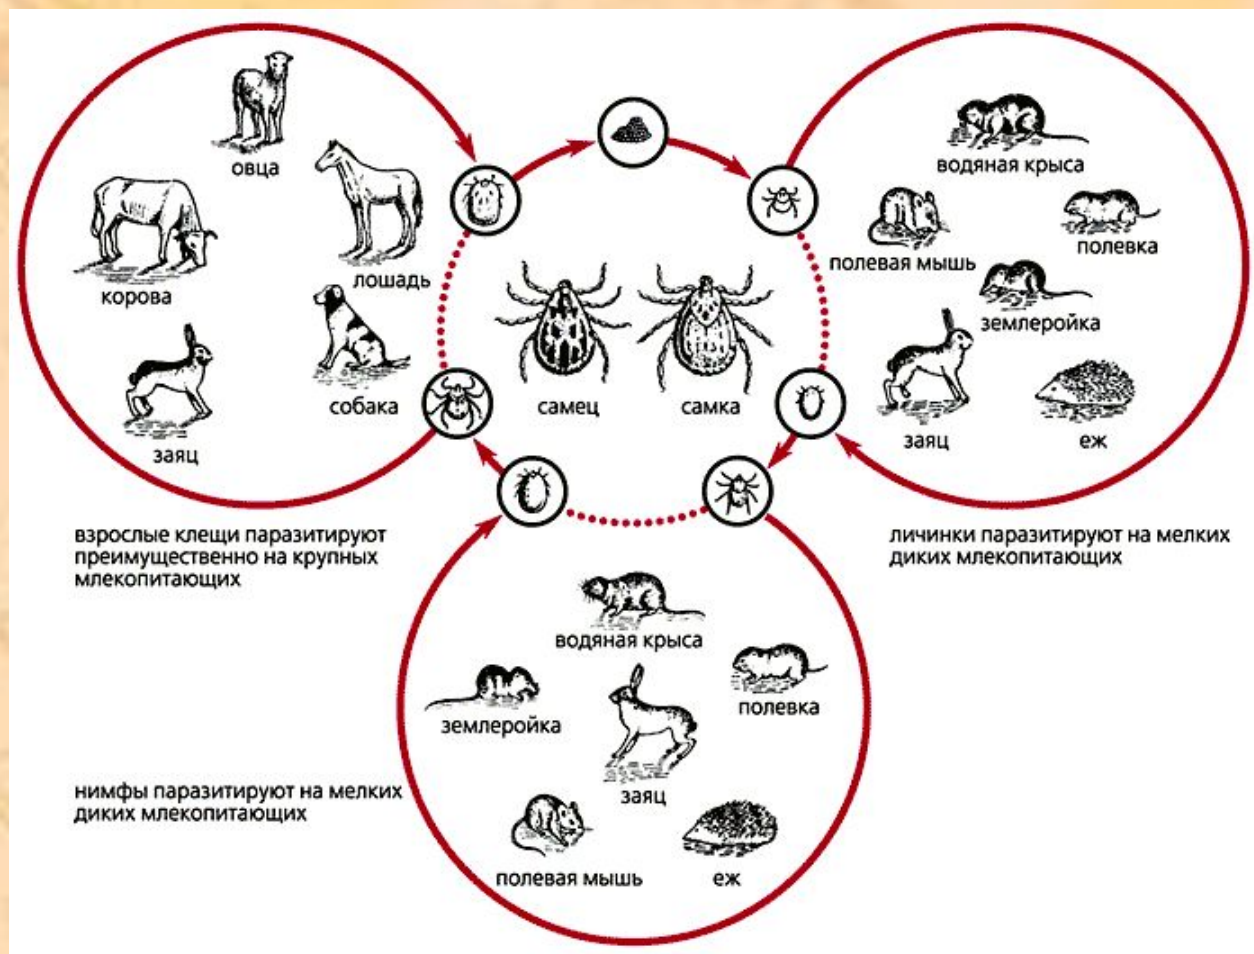 овца
лошадь
корова
собака
заяц
взрослые клещи паразитируют
преимущественно на крупных
млекопитающих
самец
самка
водяная крыса
полевая мышь
полевка
землеройка
заяц
еж
личинки паразитируют на мелких
диких млекопитающих
водяная крыса
землеройка
полевка
заяц
полевая мышь
еж
нимфы паразитируют на мелких
диких млекопитающих